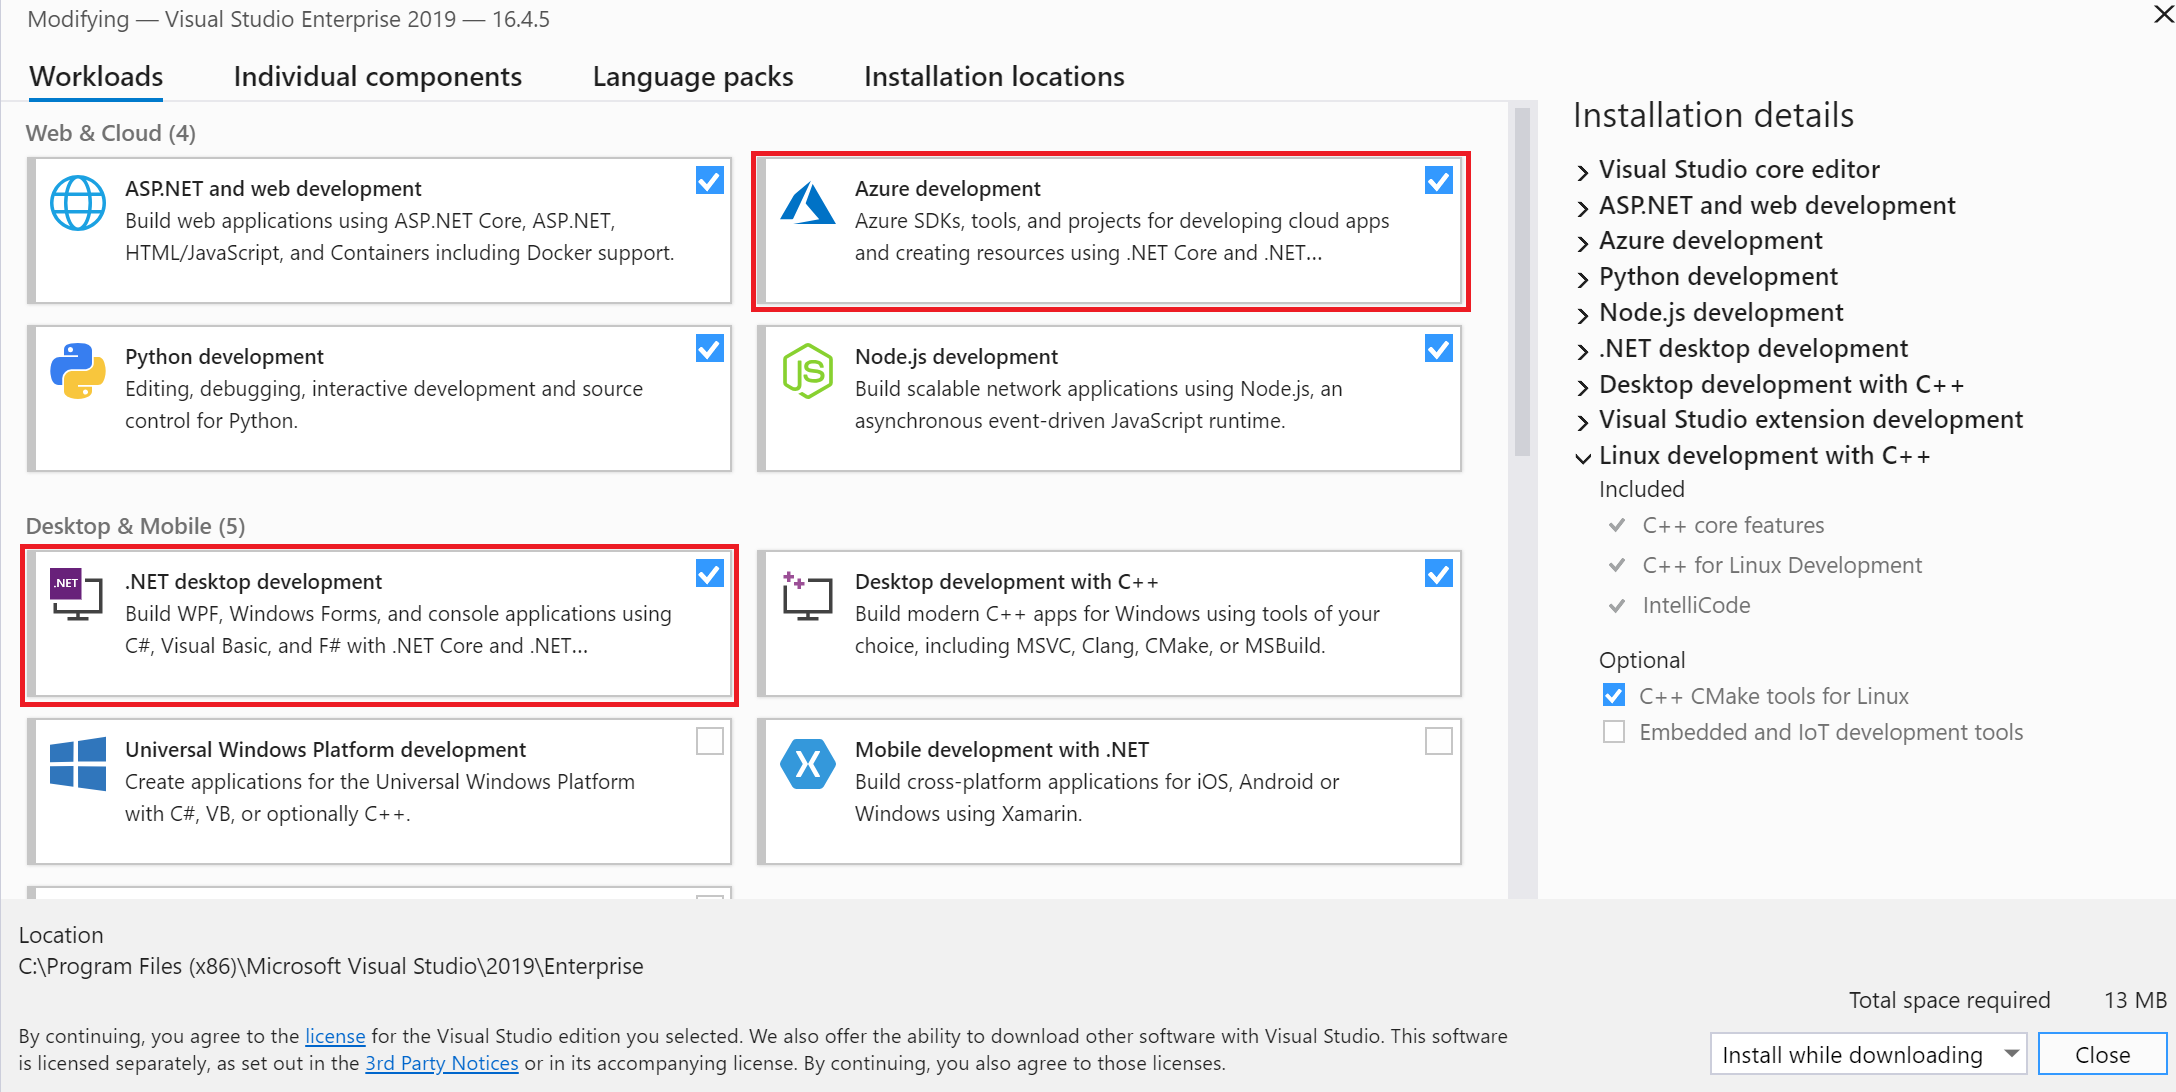 Modifying — Visual Studio Enterprise 2019 — 16.4.5
Workloads
Individual components
Language packs
Installation locations
Web & Cloud (4)
ASP.NET and web development
Build web applications using ASP.NET Core, ASP.NET,
HTML/JavaScript, and Containers including Docker support.
Azure development
Azure SDKs, tools, and projects for developing cloud apps
and creating resources using .NET Core and .NET...
Python development
Editing, debugging, interactive development and source
control for Python.
JS
Node.js development
Build scalable network applications using Node.js, an
asynchronous event-driven JavaScript runtime.
Desktop & Mobile (5)
.NET
.NET desktop development
Build WPF, Windows Forms, and console applications using
C#, Visual Basic, and F# with .NET Core and .NET...
Desktop development with C++
Build modern C++ apps for Windows using tools of your
choice, including MSVC, Clang, CMake, or MSBuild.
Universal Windows Platform development
Create applications for the Universal Windows Platform
with C#, VB, or optionally C++.
Mobile development with .NET
Build cross-platform applications for iOS, Android or
Windows using Xamarin.
Installation details
Visual Studio core editor
ASP.NET and web development
Azure development
Python development
Node.js development
.NET desktop development
Desktop development with C++
Visual Studio extension development
Linux development with C++
Included
C++ core features
C++ for Linux Development
IntelliCode
Optional
C++ CMake tools for Linux
Embedded and IoT development tools
Location
C:\Program Files (x86)\Microsoft Visual Studio\2019\Enterprise
Total space required 13 MB
By continuing, you agree to the license for the Visual Studio edition you selected. We also offer the ability to download other software with Visual Studio. This software
is licensed separately, as set out in the 3rd Party Notices or in its accompanying license. By continuing, you also agree to those licenses.
Install while downloading
Close